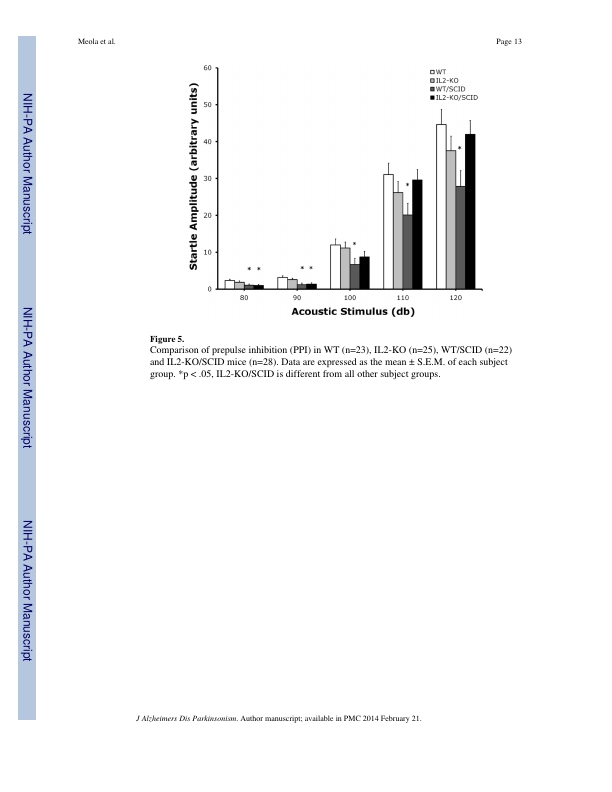 Meola et al.
Page 13
NIH-PA Author Manuscript
NIH-PA Author Manuscript
NIH-PA Author Manuscript
Startle Amplitude (arbitrary units)
60
50
40
30
20
10
0
WT
IL2-KO
WT/SCID
IL2-KO/SCID
* *
* *
*
*
*
80 90 100 110 120
Acoustic Stimulus (db)
Figure 5.
Comparison of prepulse inhibition (PPI) in WT (n=23), IL2-KO (n=25), WT/SCID (n=22)
and IL2-KO/SCID mice (n=28). Data are expressed as the mean ± S.E.M. of each subject
group. *p < .05, IL2-KO/SCID is different from all other subject groups.
J Alzheimers Dis Parkinsonism. Author manuscript; available in PMC 2014 February 21.